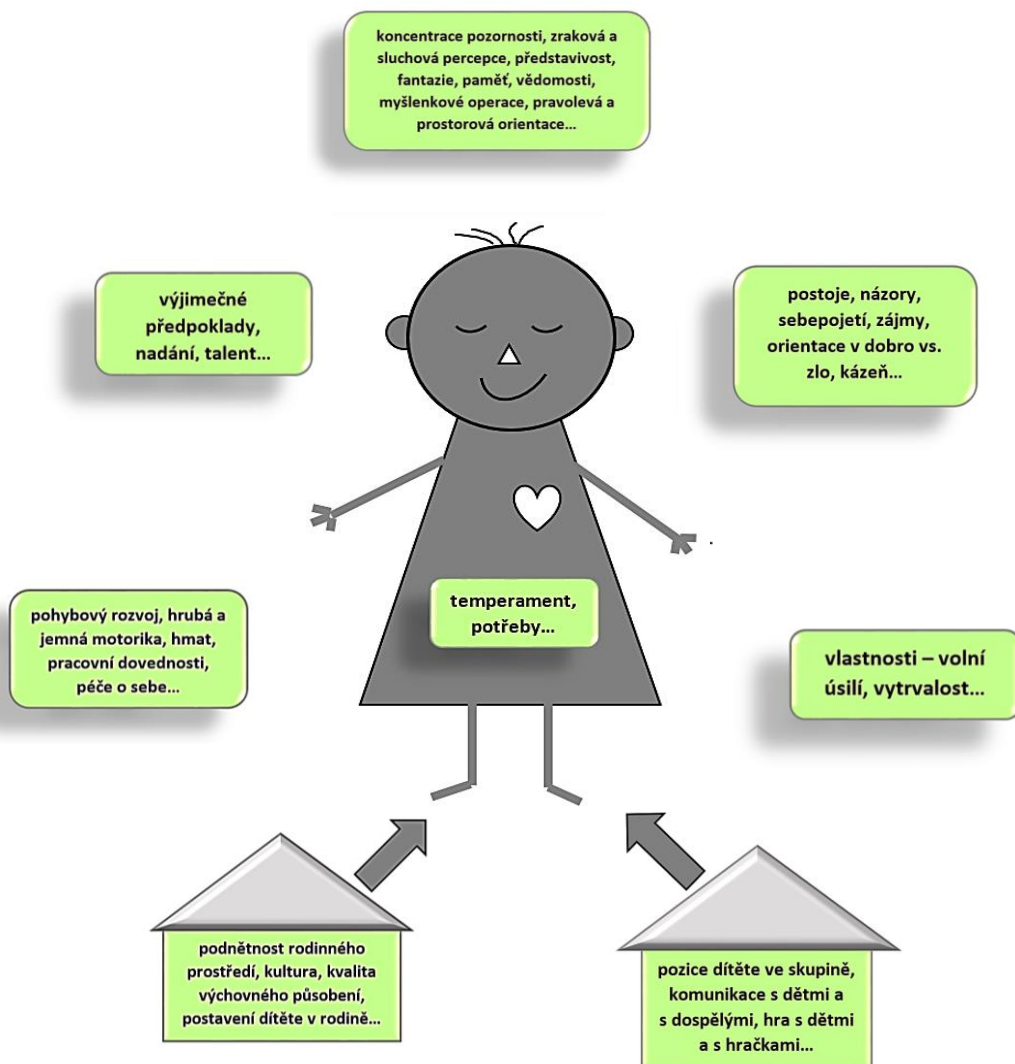 koncentrace pozornosti, zraková a
sluchová percepce, představivost,
fantazie, paměť, vědomosti,
myšlenkové operace, pravolevá a
prostorová orientace...
výjimečné
předpoklady,
nadání, talent...
postoje, názory,
sebepojetí, zájmy,
orientace v dobro vs.
zlo, kázeň...
pohybový rozvoj, hrubá a
jemná motorika, hmat,
pracovní dovednosti,
péče o sebe...
temperament,
potřeby...
vlastnosti – volní
úsilí, vytrvalost...
podnětnost rodinného
prostředí, kultura, kvalita
výchovného působení,
postavení dítěte v rodině...
pozice dítěte ve skupině,
komunikace s dětmi a
s dospělými, hra s dětmi
a s hračkami...